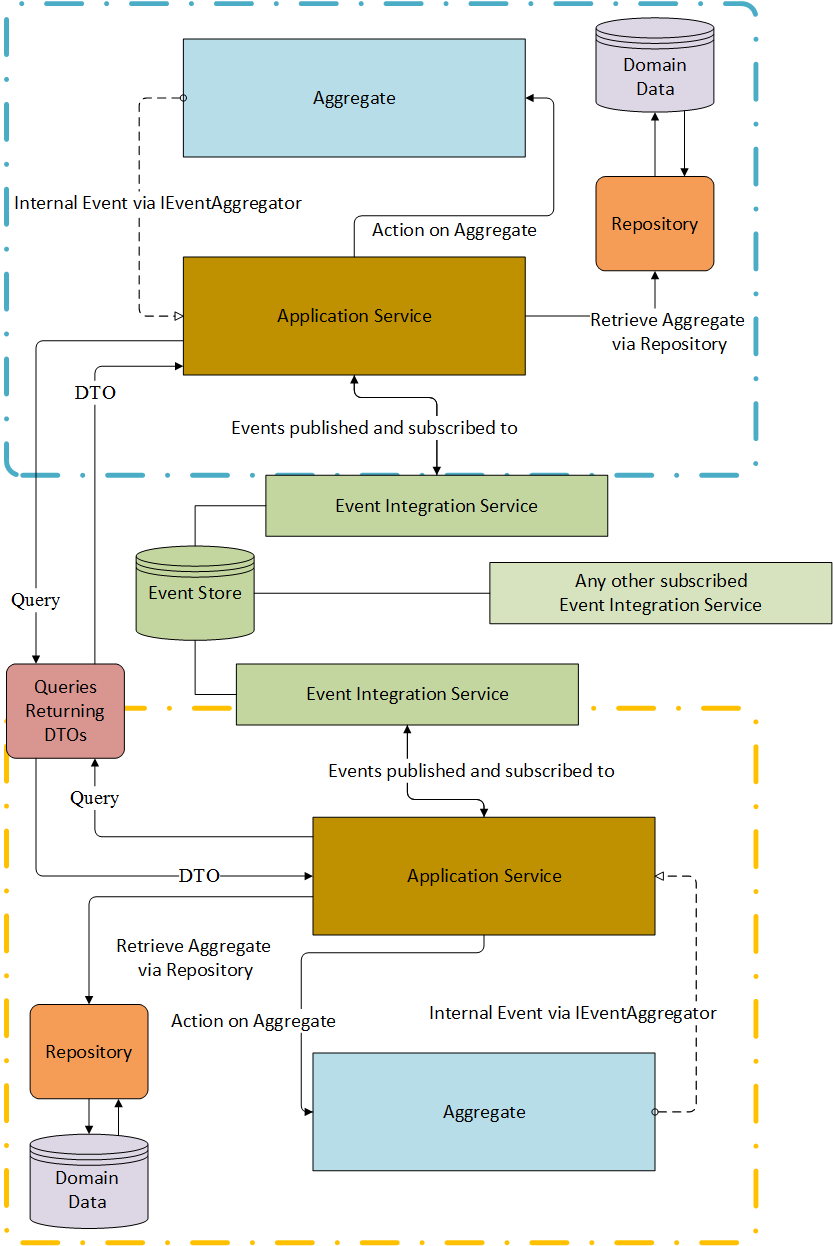 Aggregate
Domain
Data
Internal Event via IEventAggregator
Action on Aggregate
Repository
Application Service
Retrieve Aggregate
via Repository
DTO
Events published and subscribed to
Event Integration Service
Event Store
Any other subscribed
Event Integration Service
Query
Queries
Returning
DTOs
Event Integration Service
Events published and subscribed to
Query
DTO
Application Service
Retrieve Aggregate
via Repository
Action on Aggregate
Internal Event via IEventAggregator
Repository
Aggregate
Domain
Data